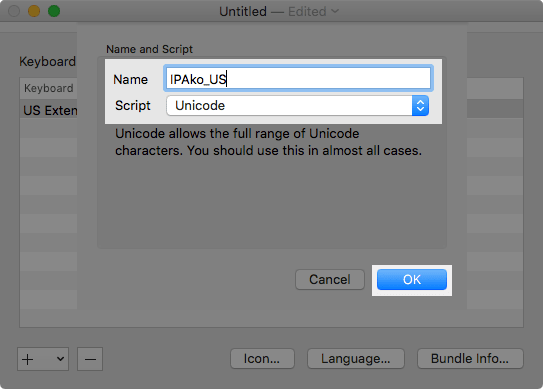 Untitled — Edited
Keyboard
Name and Script
Name IPAko_US
Script Unicode
Keyboard
US Exten
Unicode allows the full range of Unicode
characters. You should use this in almost all cases.
Cancel OK
+ −
Icon... Language... Bundle Info...